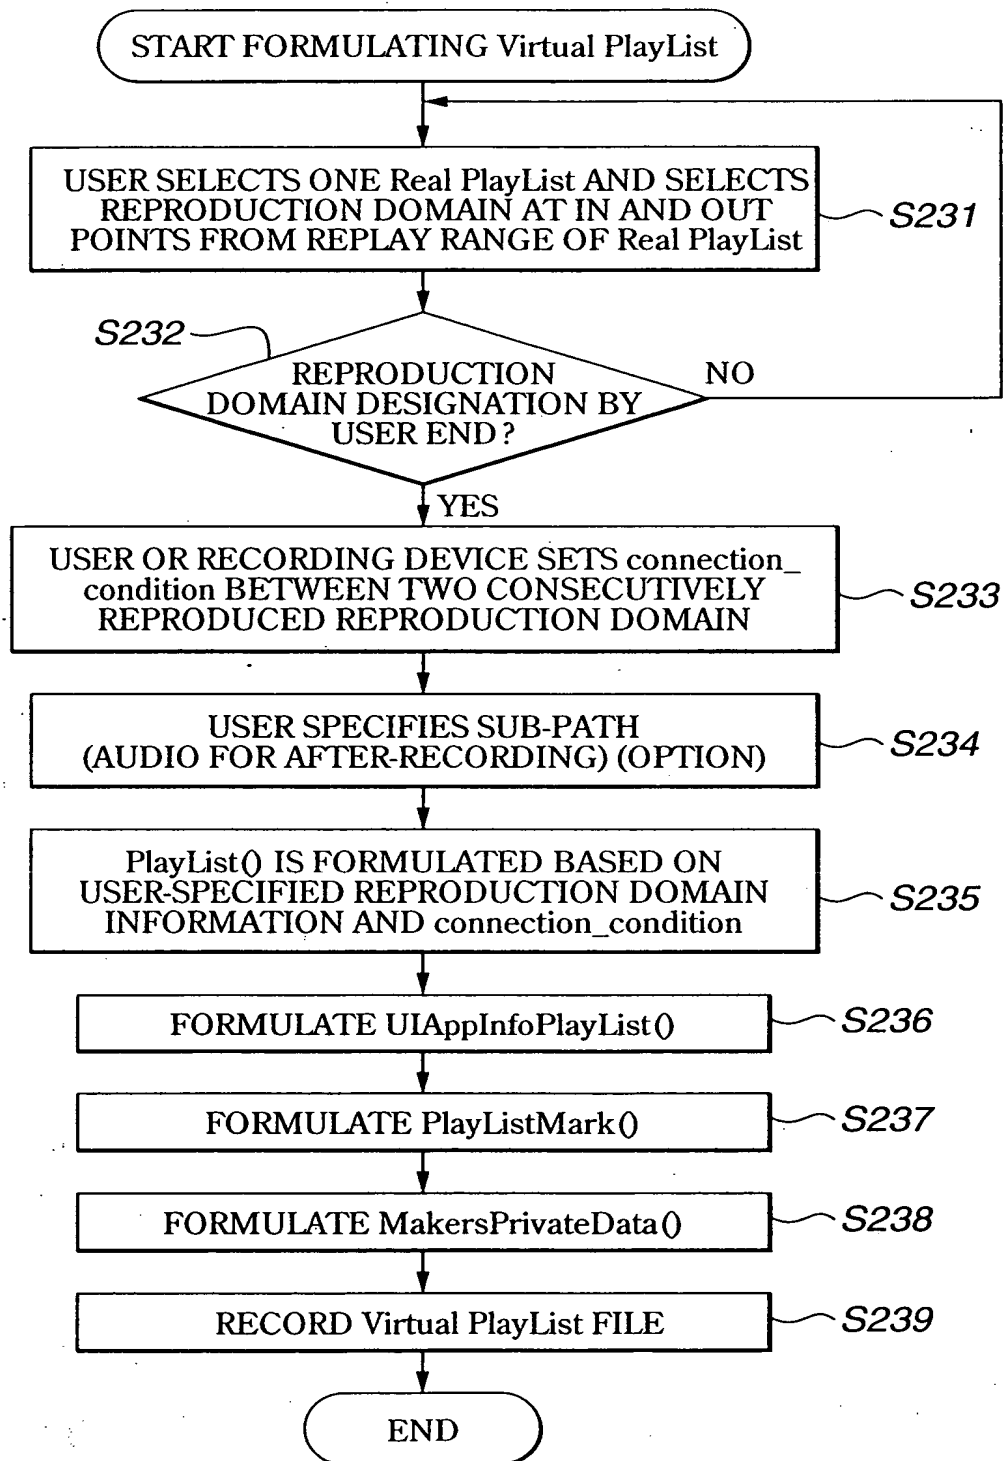 START FORMULATING Virtual PlayList
USER SELECTS ONE Real PlayList AND SELECTS
REPRODUCTION DOMAIN AT IN AND OUT
POINTS FROM REPLAY RANGE OF Real PlayList
S231
S232
REPRODUCTION
DOMAIN DESIGNATION BY
USER END?
NO
YES
USER OR RECORDING DEVICE SETS connection_
condition BETWEEN TWO CONSECUTIVELY
REPRODUCED REPRODUCTION DOMAIN
S233
USER SPECIFIES SUB-PATH
(AUDIO FOR AFTER-RECORDING) (OPTION)
S234
PlayList() IS FORMULATED BASED ON
USER-SPECIFIED REPRODUCTION DOMAIN
INFORMATION AND connection_condition
S235
FORMULATE UIAppInfoPlayList()
S236
FORMULATE PlayListMark()
S237
FORMULATE MakersPrivateData()
S238
RECORD Virtual PlayList FILE
S239
END